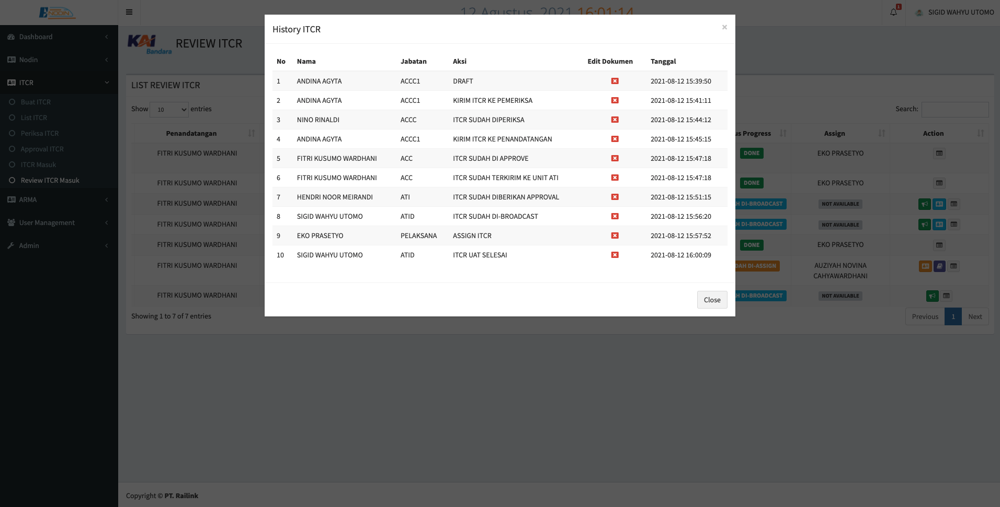 NODIN
12 Agustus 2021 16:01:14
1
SIGID WAHYU UTOMO
Dashboard
Nodin
ITCR
Buat ITCR
List ITCR
Periksa ITCR
Approval ITCR
ITCR Masuk
Review ITCR Masuk
ARMA
User Management
Admin
KAI Bandara
REVIEW ITCR
LIST REVIEW ITCR
Show 10 entries
Search:
Penandatangan
FITRI KUSUMO WARDHANI
FITRI KUSUMO WARDHANI
FITRI KUSUMO WARDHANI
FITRI KUSUMO WARDHANI
FITRI KUSUMO WARDHANI
FITRI KUSUMO WARDHANI
FITRI KUSUMO WARDHANI
Showing 1 to 7 of 7 entries
History ITCR
×
No Nama Jabatan Aksi Edit Dokumen Tanggal
1 ANDINA AGYTA ACCC1 DRAFT 2021-08-12 15:39:50
2 ANDINA AGYTA ACCC1 KIRIM ITCR KE PEMERIKSA 2021-08-12 15:41:11
3 NINO RINALDI ACCC ITCR SUDAH DIPERIKSA 2021-08-12 15:44:12
4 ANDINA AGYTA ACCC1 KIRIM ITCR KE PENANDATANGAN 2021-08-12 15:45:15
5 FITRI KUSUMO WARDHANI ACC ITCR SUDAH DI APPROVE 2021-08-12 15:47:18
6 FITRI KUSUMO WARDHANI ACC ITCR SUDAH TERKIRIM KE UNIT ATI 2021-08-12 15:47:18
7 HENDRI NOOR MEIRANDI ATI ITCR SUDAH DIBERIKAN APPROVAL 2021-08-12 15:51:15
8 SIGID WAHYU UTOMO ATID ITCR SUDAH DI-BROADCAST 2021-08-12 15:56:20
9 EKO PRASETYO PELAKSANA ASSIGN ITCR 2021-08-12 15:57:52
10 SIGID WAHYU UTOMO ATID ITCR UAT SELESAI 2021-08-12 16:00:09
Close
us Progress Assign Action
DONE EKO PRASETYO
DONE EKO PRASETYO
H DI-BROADCAST NOT AVAILABLE
H DI-BROADCAST NOT AVAILABLE
DONE EKO PRASETYO
DAH DI-ASSIGN AUZIYAH NOVINA
CAHYAWARDHANI
H DI-BROADCAST NOT AVAILABLE
Previous 1 Next
Copyright © PT. Railink